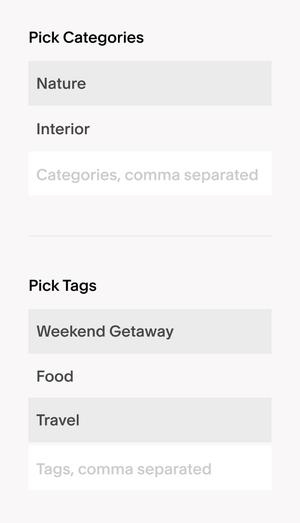 Pick Categories
Nature
Interior
Categories, comma separated
Pick Tags
Weekend Getaway
Food
Travel
Tags, comma separated